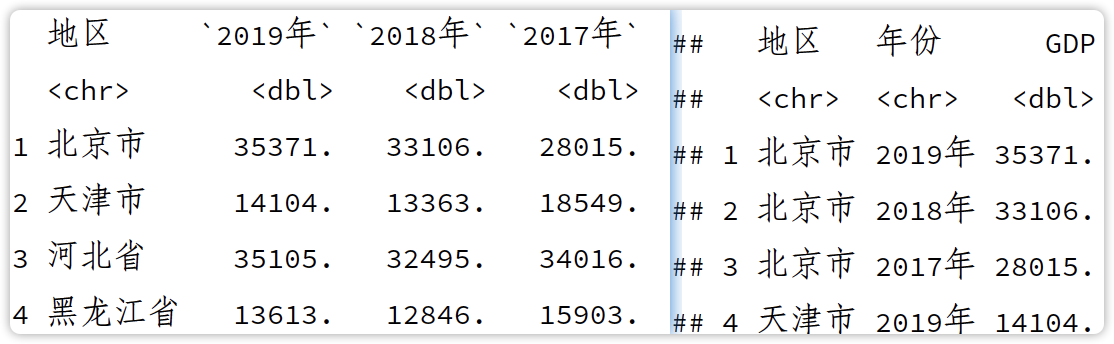 地区 `2019年` `2018年` `2017年`
<chr> <dbl> <dbl> <dbl>
1 北京市 35371. 33106. 28015.
2 天津市 14104. 13363. 18549.
3 河北省 35105. 32495. 34016.
4 黑龙江省 13613. 12846. 15903.
## 地区 年份 GDP
## <chr> <chr> <dbl>
## 1 北京市 2019年 35371.
## 2 北京市 2018年 33106.
## 3 北京市 2017年 28015.
## 4 天津市 2019年 14104.